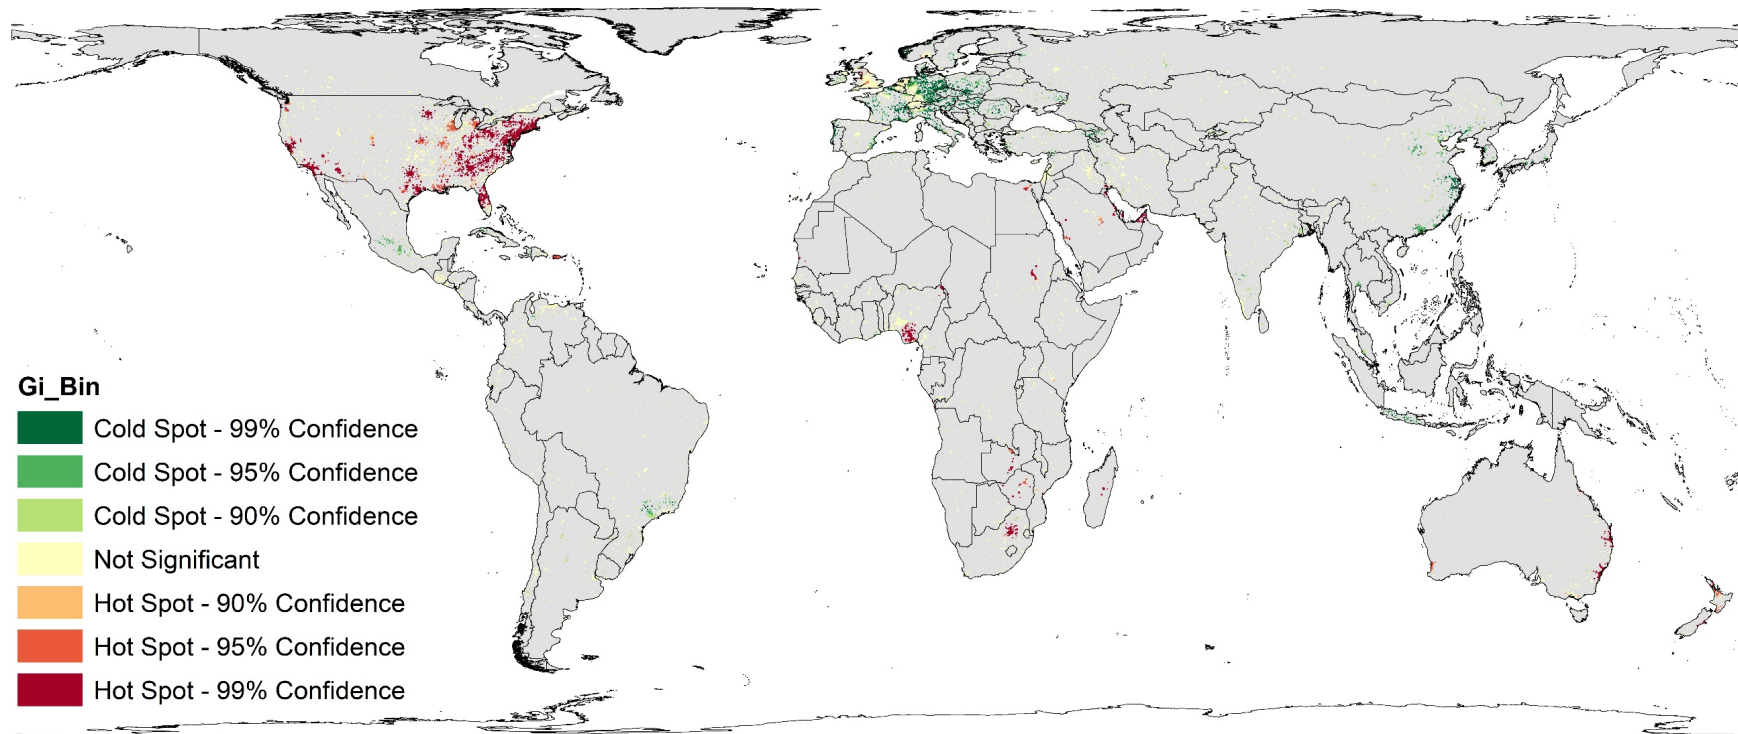 Gi_Bin
Cold Spot - 99% Confidence
Cold Spot - 95% Confidence
Cold Spot - 90% Confidence
Not Significant
Hot Spot - 90% Confidence
Hot Spot - 95% Confidence
Hot Spot - 99% Confidence